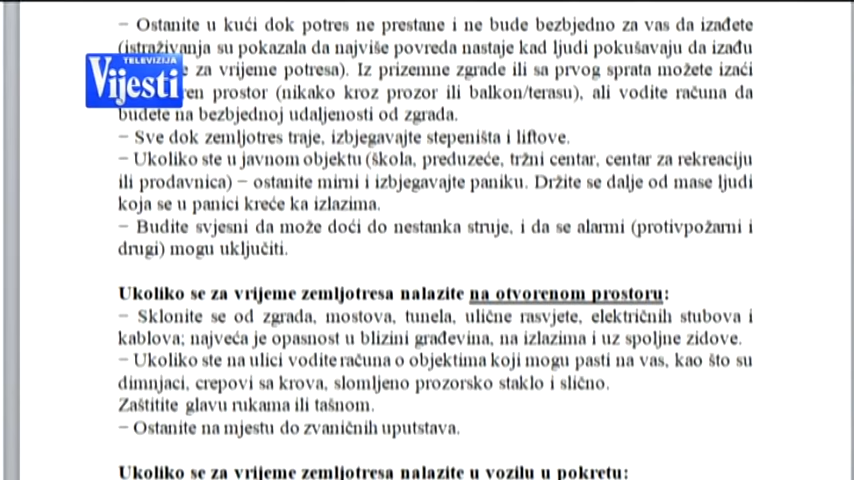 − Ostanite u kući dok potres ne prestane i ne bude bezbjedno za vas da izađete
(istraživanja su pokazala da najviše povreda nastaje kad ljudi pokušavaju da izađu
TELEVIZIJA
Vijesti
za vrijeme potresa). Iz prizemne zgrade ili sa prvog sprata možete izaći
prostor (nikako kroz prozor ili balkon/terasu), ali vodite računa da
budete na bezbjednoj udaljenosti od zgrada.
− Sve dok zemljotres traje, izbjegavajte stepeništa i liftove.
− Ukoliko ste u javnom objektu (škola, preduzeće, tržni centar, centar za rekreaciju
ili prodavnica) − ostanite mirni i izbjegavajte paniku. Držite se dalje od mase ljudi
koja se u panici kreće ka izlazima.
− Budite svjesni da može doći do nestanka struje, i da se alarmi (protivpožarni i
drugi) mogu uključiti.
Ukoliko se za vrijeme zemljotresa nalazite na otvorenom prostoru:
− Sklonite se od zgrada, mostova, tunela, ulične rasvjete, električnih stubova i
kablova; najveća je opasnost u blizini građevina, na izlazima i uz spoljne zidove.
− Ukoliko ste na ulici vodite računa o objektima koji mogu pasti na vas, kao što su
dimnjaci, crepovi sa krova, slomljeno prozorsko staklo i slično.
Zaštitite glavu rukama ili tašnom.
− Ostanite na mjestu do zvaničnih uputstava.
Ukoliko se za vrijeme zemljotresa nalazite u vozilu u pokretu: